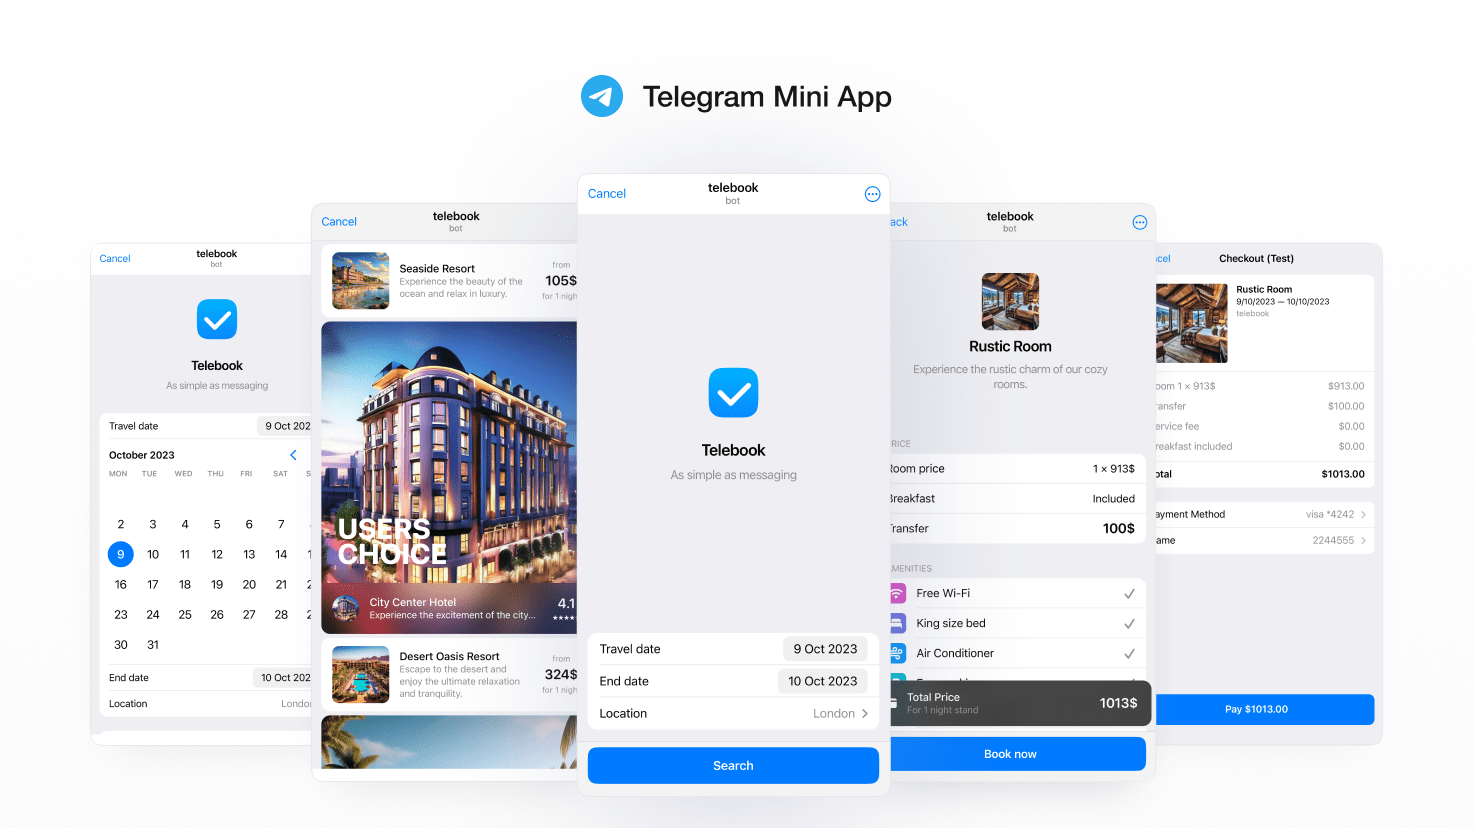 Telegram Mini App
Cancel
telebook
bot
Telebook
As simple as messaging
Travel date
9 Oct 202
October 2023
MON TUE WED THU FRI SAT S
2 3 4 5 6 7
9 10 11 12 13 14 1
16 17 18 19 20 21 2
23 24 25 26 27 28
30 31
End date
10 Oct 202
Location
Londo
Cancel
telebook
bot
Seaside Resort
Experience the beauty of the
ocean and relax in luxury.
from
105$
for 1 nigh
USERS
CHOICE
City Center Hotel
Experience the excitement of the city...
4.1
★★★★
Desert Oasis Resort
Escape to the desert and
enjoy the ultimate relaxation
and tranquility.
from
324$
for 1 nigh
Cancel
telebook
bot
Telebook
As simple as messaging
Travel date
9 Oct 2023
End date
10 Oct 2023
Location
London
Search
ack
telebook
bot
Rustic Room
Experience the rustic charm of our cozy
rooms.
RICE
Room price
1 × 913$
Breakfast
Included
Transfer
100$
AMENITIES
Free Wi-Fi
King size bed
Air Conditioner
Total Price
For 1 night stand
1013$
Book now
cel
Checkout (Test)
Rustic Room
9/10/2023 — 10/10/2023
telebook
oom 1 × 913$
$913.00
ransfer
$100.00
ervice fee
$0.00
reakfast included
$0.00
otal
$1013.00
ayment Method
visa *4242
ame
2244555
Pay $1013.00